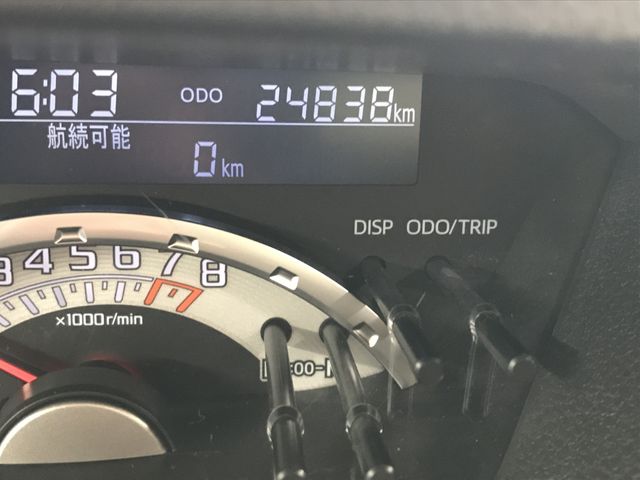 6:03 ODO 24838km
航続可能
0km
DISP ODO/TRIP
4 5 6 7 8
×1000r/min
:00